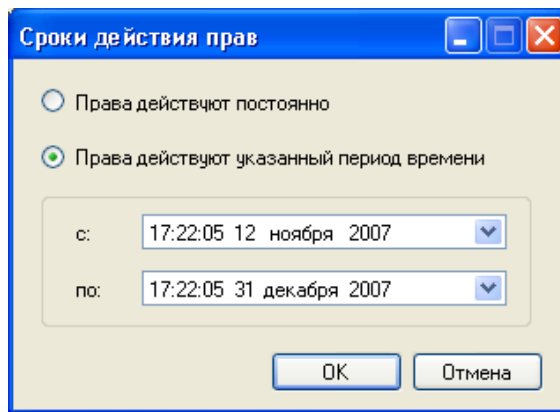 Сроки действия прав
Права действуют постоянно
Права действуют указанный период времени
с: 17:22:05 12 ноября 2007
по: 17:22:05 31 декабря 2007
OK Отмена